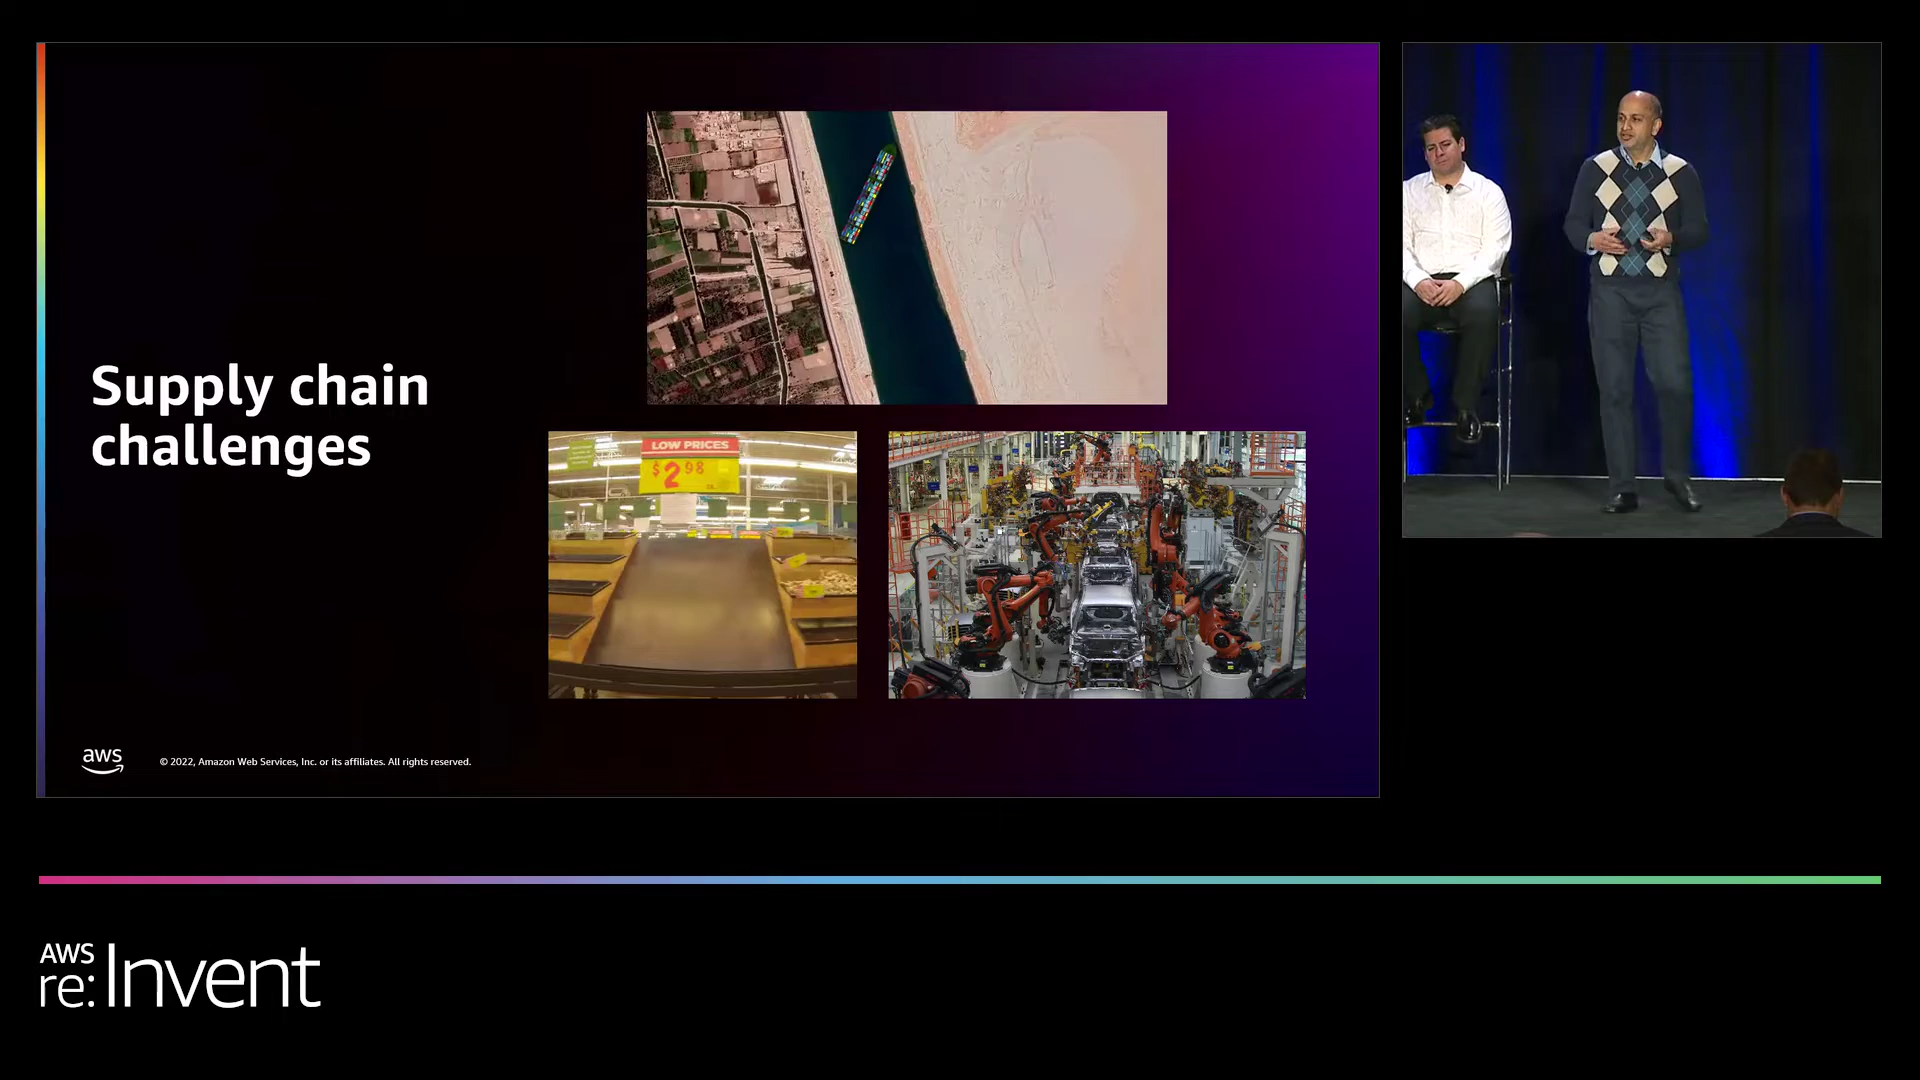 Supply chain
challenges
LOW PRICES
$2 98
aws
© 2022, Amazon Web Services, Inc. or its affiliates. All rights reserved.
AWS
re:Invent